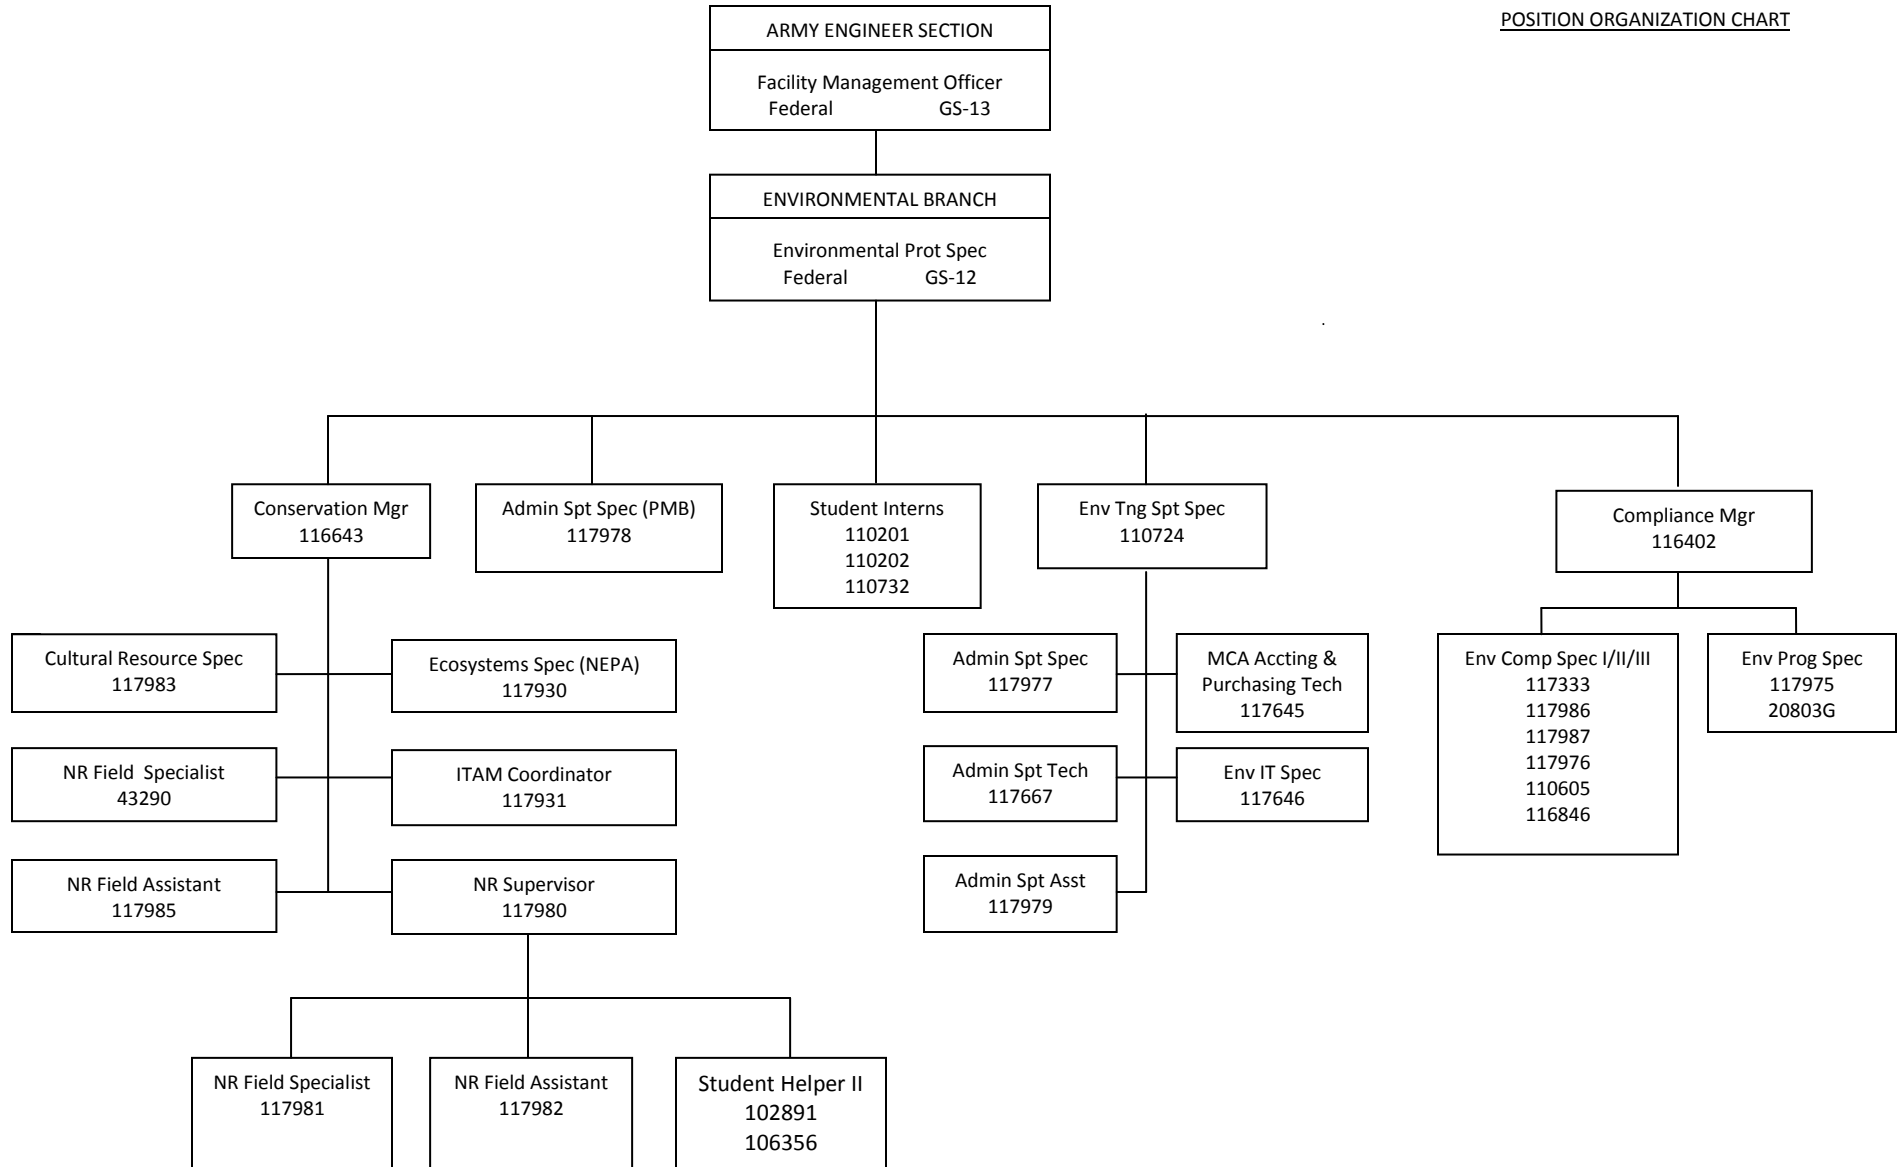 POSITION ORGANIZATION CHART
ARMY ENGINEER SECTION
Facility Management Officer
Federal GS-13
ENVIRONMENTAL BRANCH
Environmental Prot Spec
Federal GS-12
.
Conservation Mgr
116643
Admin Spt Spec (PMB)
117978
Student Interns
110201
110202
110732
Env Tng Spt Spec
110724
Compliance Mgr
116402
Cultural Resource Spec
117983
Ecosystems Spec (NEPA)
117930
NR Field Specialist
43290
ITAM Coordinator
117931
NR Field Assistant
117985
NR Supervisor
117980
NR Field Specialist
117981
NR Field Assistant
117982
Student Helper II
102891
106356
Admin Spt Spec
117977
MCA Accting &
Purchasing Tech
117645
Admin Spt Tech
117667
Env IT Spec
117646
Admin Spt Asst
117979
Env Comp Spec I/II/III
117333
117986
117987
117976
110605
116846
Env Prog Spec
117975
20803G